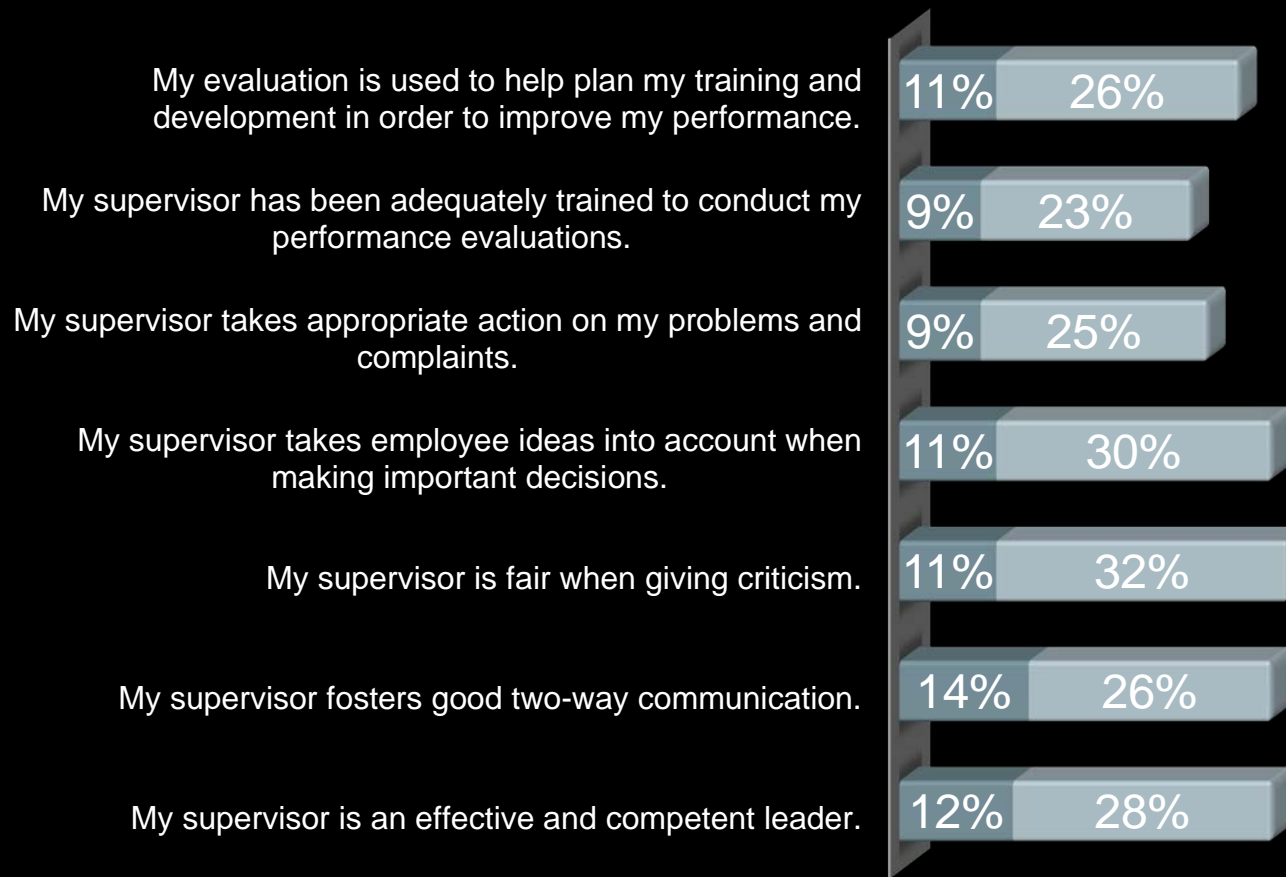 My evaluation is used to help plan my training and
development in order to improve my performance.
11% 26%
My supervisor has been adequately trained to conduct my
performance evaluations.
9% 23%
My supervisor takes appropriate action on my problems and
complaints.
9% 25%
My supervisor takes employee ideas into account when
making important decisions.
11% 30%
My supervisor is fair when giving criticism.
11% 32%
My supervisor fosters good two-way communication.
14% 26%
My supervisor is an effective and competent leader.
12% 28%